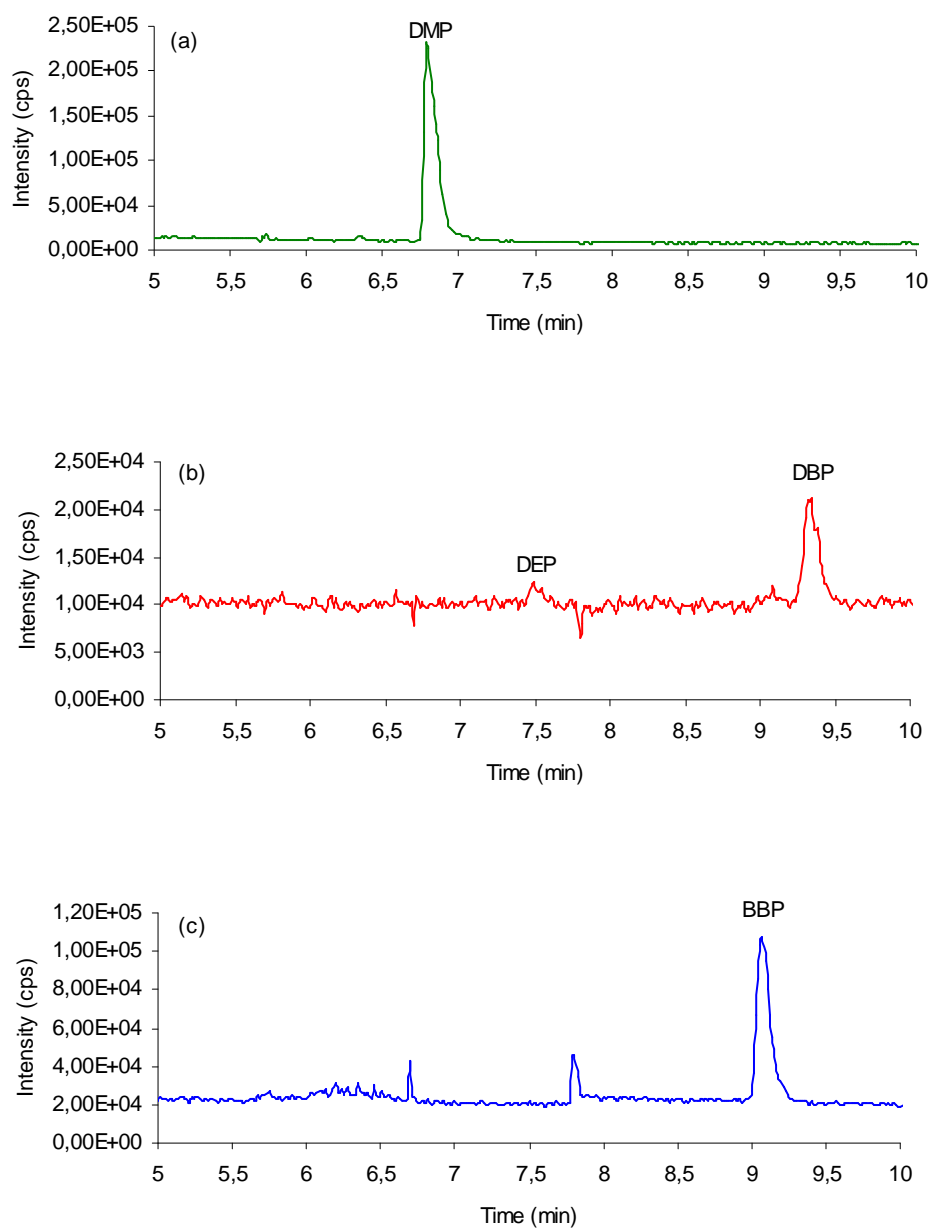 (a)
DMP
2,50E+05
2,00E+05
1,50E+05
1,00E+05
5,00E+04
0,00E+00
Intensity (cps)
5 5,5 6 6,5 7 7,5 8 8,5 9 9,5 10
Time (min)
(b)
DEP
DBP
2,50E+04
2,00E+04
1,50E+04
1,00E+04
5,00E+03
0,00E+00
Intensity (cps)
5 5,5 6 6,5 7 7,5 8 8,5 9 9,5 10
Time (min)
(c)
BBP
1,20E+05
1,00E+05
8,00E+04
6,00E+04
4,00E+04
2,00E+04
0,00E+00
Intensity (cps)
5 5,5 6 6,5 7 7,5 8 8,5 9 9,5 10
Time (min)